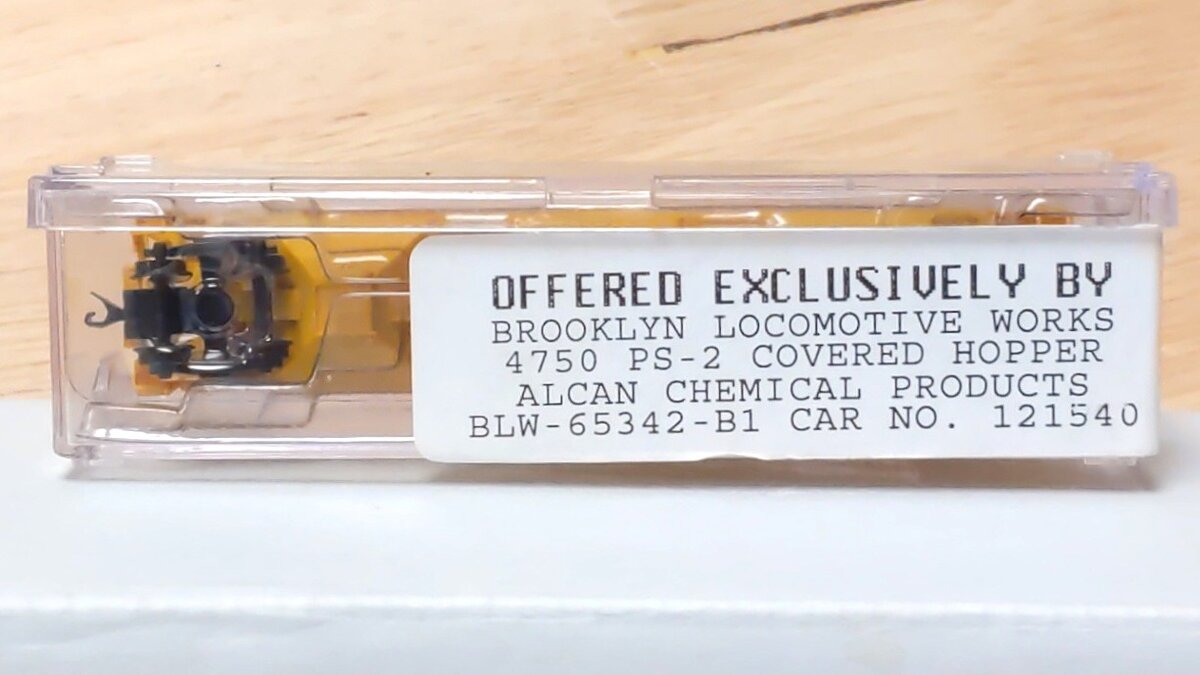 OFFERED EXCLUSIVELY BY
BROOKLYN LOCOMOTIVE WORKS
4750 PS-2 COVERED HOPPER
ALCAN CHEMICAL PRODUCTS
BLW-65342-B1 CAR NO. 121540